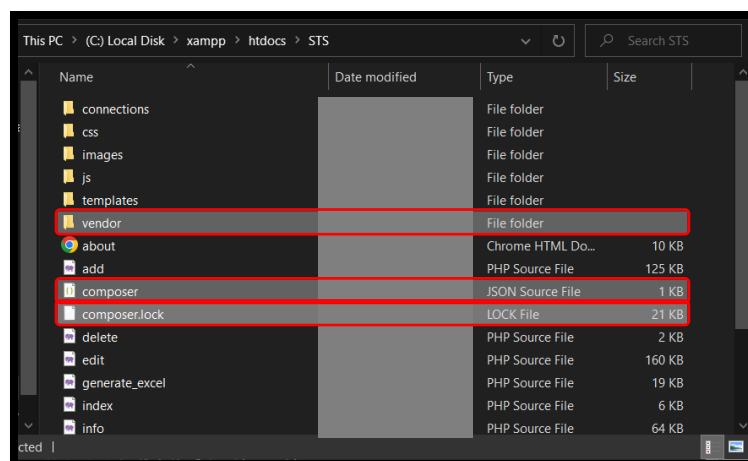 This PC > (C:) Local Disk > xampp > htdocs > STS Search STS
Name Date modified Type Size
connections File folder
css File folder
images File folder
js File folder
templates File folder
vendor File folder
about Chrome HTML Do... 10 KB
add PHP Source File 125 KB
composer JSON Source File 1 KB
composer.lock LOCK File 21 KB
delete PHP Source File 2 KB
edit PHP Source File 160 KB
generate_excel PHP Source File 19 KB
index PHP Source File 6 KB
info PHP Source File 64 KB
cted